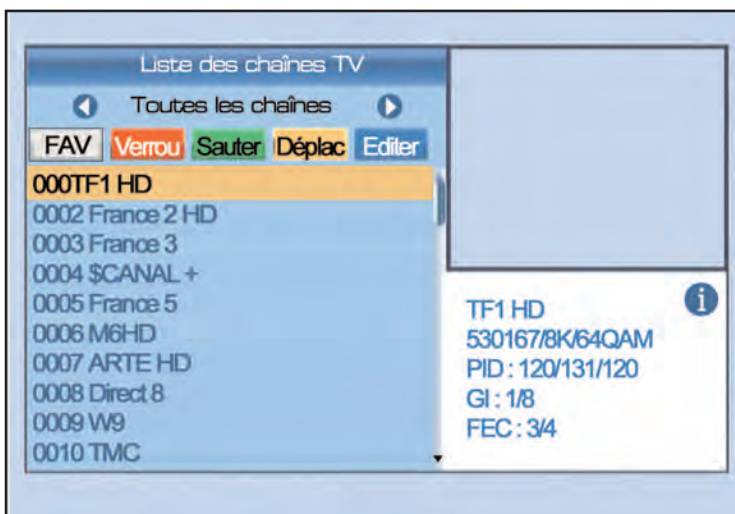 Liste des chaînes TV
Toutes les chaînes
FAV Verrou Sauter Déplac Editer
000TF1 HD
0002 France 2 HD
0003 France 3
0004 $CANAL +
0005 France 5
0006 M6HD
0007 ARTE HD
0008 Direct 8
0009 W9
0010 TMC
TF1 HD
530167/8K/64QAM
PID : 120/131/120
GI : 1/8
FEC : 3/4